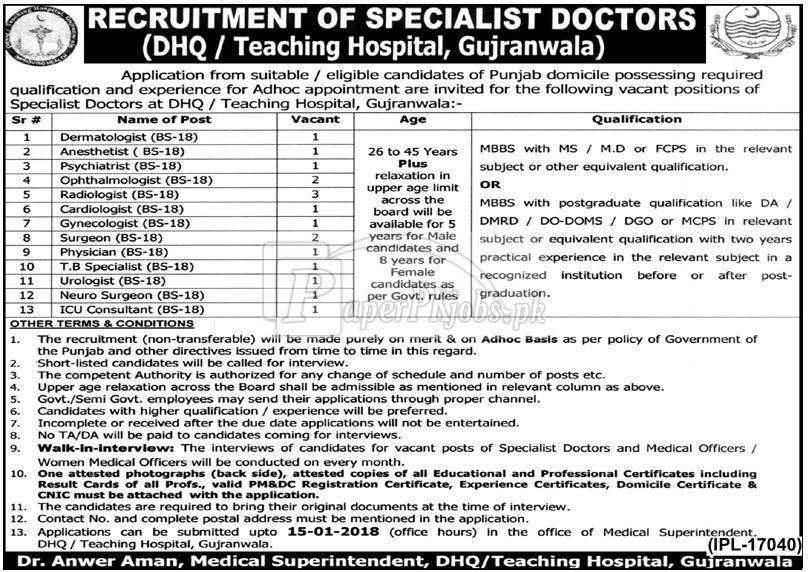 RECRUITMENT OF SPECIALIST DOCTORS
(DHQ / Teaching Hospital, Gujranwala)
Application from suitable / eligible candidates of Punjab domicile possessing required
qualification and experience for Adhoc appointment are invited for the following vacant positions of
Specialist Doctors at DHQ / Teaching Hospital, Gujranwala:-
Sr # Name of Post Vacant Age Qualification
1 Dermatologist (BS-18) 1
2 Anesthetist ( BS-18) 1
3 Psychiatrist (BS-18) 1
4 Ophthalmologist (BS-18) 2
5 Radiologist (BS-18) 3
6 Cardiologist (BS-18) 1
7 Gynecologist (BS-18) 1
8 Surgeon (BS-18) 2
9 Physician (BS-18) 1
10 T.B Specialist (BS-18) 1
11 Urologist (BS-18) 1
12 Neuro Surgeon (BS-18) 1
13 ICU Consultant (BS-18) 1
26 to 45 Years
Plus
relaxation in
upper age limit
across the
board will be
available for 5
years for Male
candidates and
8 years for
Female
candidates as
per Govt. rules
MBBS with MS / M.D or FCPS in the relevant
subject or other equivalent qualification.
OR
MBBS with postgraduate qualification like DA /
DMRD / DO-DOMS / DGO or MCPS in relevant
subject or equivalent qualification with two years
practical experience in the relevant subject in a
recognized institution before or after post-
graduation.
PaperPkjobs.pk
OTHER TERMS & CONDITIONS
1. The recruitment (non-transferable) will be made purely on merit & on Adhoc Basis as per policy of Government of
the Punjab and other directives issued from time to time in this regard.
2. Short-listed candidates will be called for interview.
3. The competent Authority is authorized for any change of schedule and number of posts etc.
4. Upper age relaxation across the Board shall be admissible as mentioned in relevant column as above.
5. Govt./Semi Govt. employees may send their applications through proper channel.
6. Candidates with higher qualification / experience will be preferred.
7. Incomplete or received after the due date applications will not be entertained.
8. No TA/DA will be paid to candidates coming for interviews.
9. Walk-in-interview: The interviews of candidates for vacant posts of Specialist Doctors and Medical Officers /
Women Medical Officers will be conducted on every month.
10. One attested photographs (back side), attested copies of all Educational and Professional Certificates including
Result Cards of all Profs., valid PM&DC Registration Certificate, Experience Certificates, Domicile Certificate &
CNIC must be attached with the application.
11. The candidates are required to bring their original documents at the time of interview.
12. Contact No. and complete postal address must be mentioned in the application.
13. Applications can be submitted upto 15-01-2018 (office hours) in the office of Medical Superintendent,
DHQ / Teaching Hospital, Gujranwala.
(IPL-17040)
Dr. Anwer Aman, Medical Superintendent, DHQ/Teaching Hospital, Gujranwala